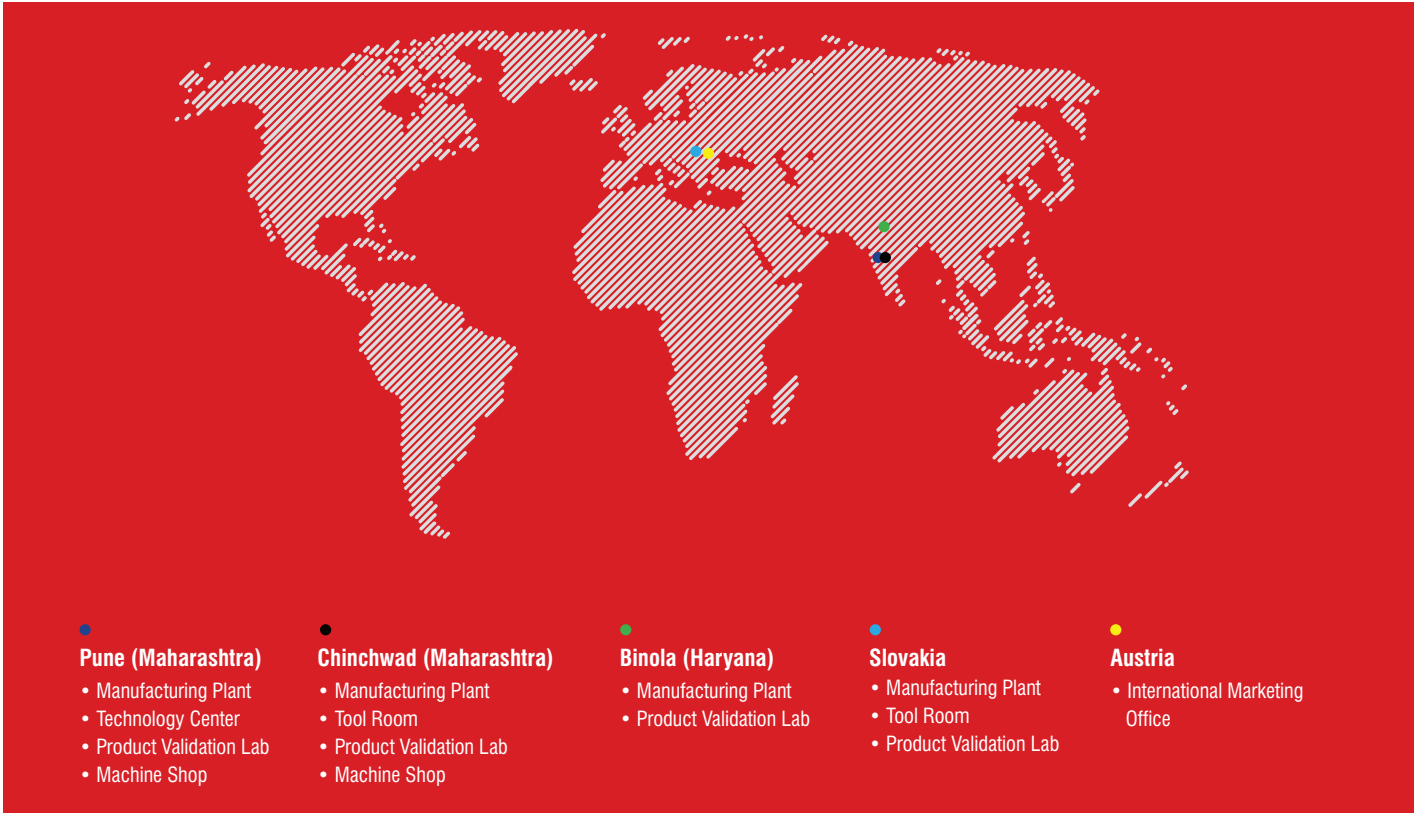 Pune (Maharashtra)
• Manufacturing Plant
• Technology Center
• Product Validation Lab
• Machine Shop
Chinchwad (Maharashtra)
• Manufacturing Plant
• Tool Room
• Product Validation Lab
• Machine Shop
Binola (Haryana)
• Manufacturing Plant
• Product Validation Lab
Slovakia
• Manufacturing Plant
• Tool Room
• Product Validation Lab
Austria
• International Marketing
Office